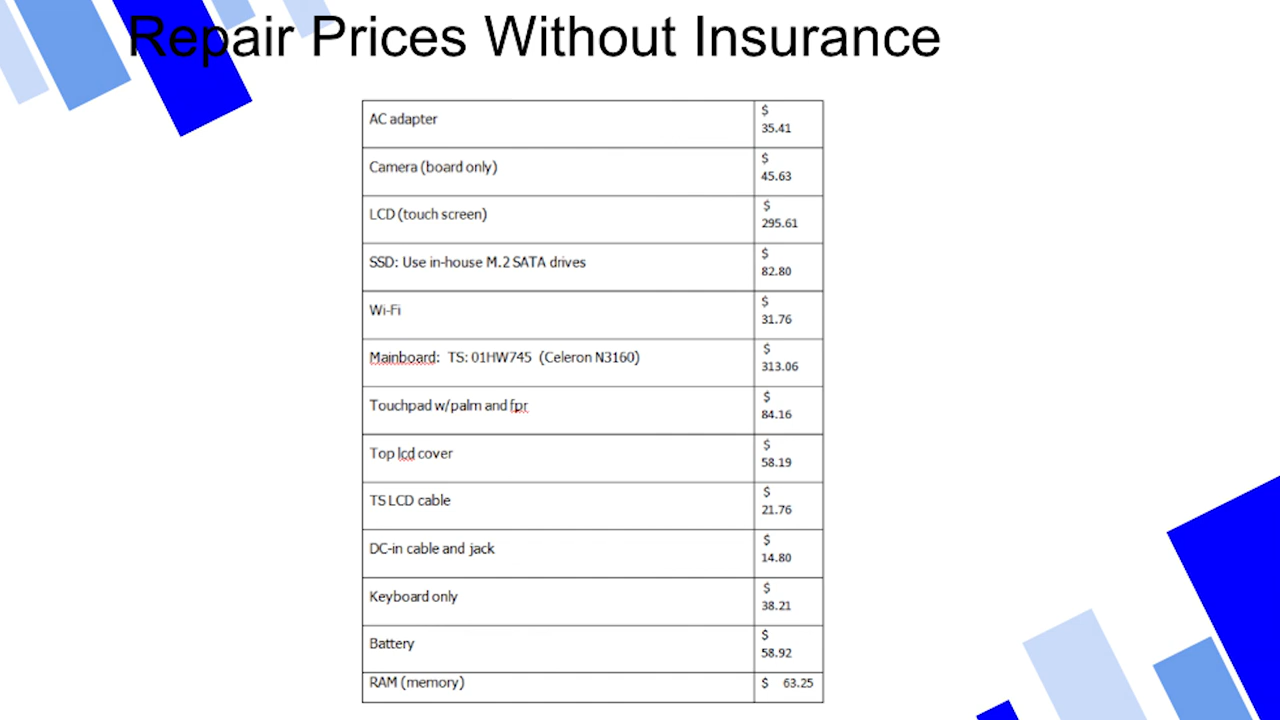 Repair Prices Without Insurance
AC adapter
$
35.41
Camera (board only)
$
45.63
LCD (touch screen)
$
295.61
SSD: Use in-house M.2 SATA drives
$
82.80
Wi-Fi
$
31.76
Mainboard: TS: 01HW745 (Celeron N3160)
$
313.06
Touchpad w/palm and fpr
$
84.16
Top lcd cover
$
58.19
TS LCD cable
$
21.76
DC-in cable and jack
$
14.80
Keyboard only
$
38.21
Battery
$
58.92
RAM (memory) $ 63.25